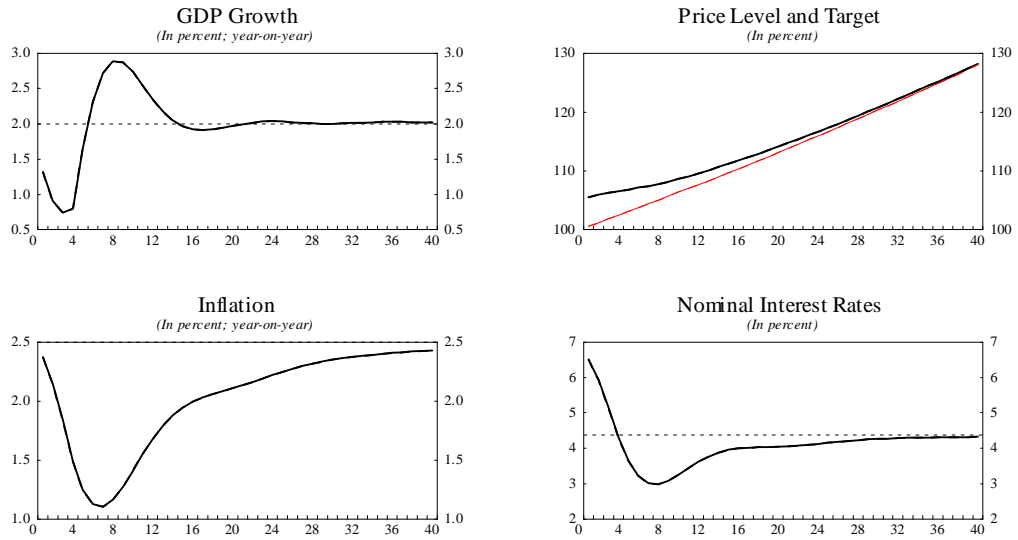 GDP Growth
(In percent; year-on-year)
3.0 3.0
2.5 2.5
2.0 2.0
1.5 1.5
1.0 1.0
0.5 0.5
0 4 8 12 16 20 24 28 32 36 40
Price Level and Target
(In percent)
130 130
120 120
110 110
100 100
0 4 8 12 16 20 24 28 32 36 40
Inflation
(In percent; year-on-year)
2.5 2.5
2.0 2.0
1.5 1.5
1.0 1.0
0 4 8 12 16 20 24 28 32 36 40
Nominal Interest Rates
(In percent)
7 7
6 6
5 5
4 4
3 3
2 2
0 4 8 12 16 20 24 28 32 36 40